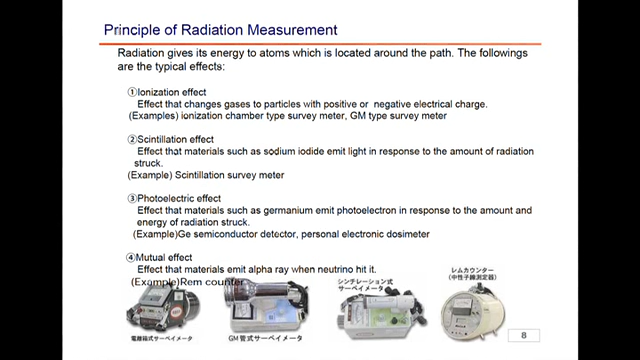 Principle of Radiation Measurement
Radiation gives its energy to atoms which is located around the path. The followings
are the typical effects:
①Ionization effect
Effect that changes gases to particles with positive or negative electrical charge.
(Examples) ionization chamber type survey meter, GM type survey meter
②Scintillation effect
Effect that materials such as sodium iodide emit light in response to the amount of radiation
struck.
(Example) Scintillation survey meter
③Photoelectric effect
Effect that materials such as germanium emit photoelectron in response to the amount and
energy of radiation struck.
(Example)Ge semiconductor detector, personal electronic dosimeter
④Mutual effect
Effect that materials emit alpha ray when neutrino hit it.
(Example)Rem counter
電離箱式サーベイメータ
GM管式サーベイメータ
シンチレーション式
サーベイメータ
レムカウンター
(中性子線測定器)
8